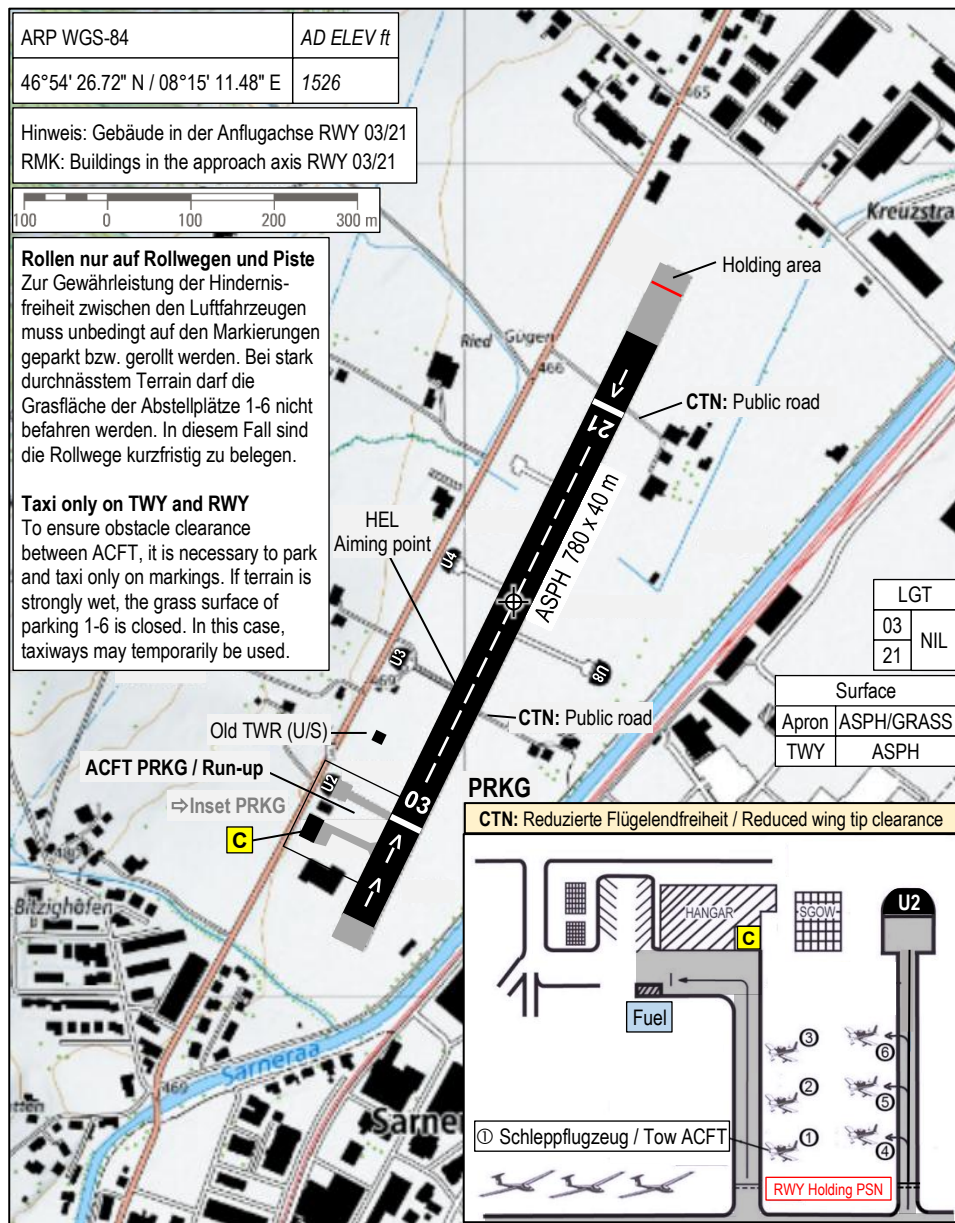 ARP WGS-84
AD ELEV ft
46°54' 26.72" N / 08°15' 11.48" E
1526
Hinweis: Gebäude in der Anflugachse RWY 03/21
RMK: Buildings in the approach axis RWY 03/21
100 0 100 200 300 m
Rollen nur auf Rollwegen und Piste
Zur Gewährleistung der Hindernis-
freiheit zwischen den Luftfahrzeugen
muss unbedingt auf den Markierungen
geparkt bzw. gerollt werden. Bei stark
durchnässtem Terrain darf die
Grasfläche der Abstellplätze 1-6 nicht
befahren werden. In diesem Fall sind
die Rollwege kurzfristig zu belegen.
Taxi only on TWY and RWY
To ensure obstacle clearance
between ACFT, it is necessary to park
and taxi only on markings. If terrain is
strongly wet, the grass surface of
parking 1-6 is closed. In this case,
taxiways may temporarily be used.
465
Kreuzstra
Holding area
Ried Gügen
466
CTN: Public road
21
HEL
Aiming point
ASPH 780 x 40 m
U4
U3
469
U8
CTN: Public road
Old TWR (U/S)
ACFT PRKG / Run-up
U2
⇨Inset PRKG
C
03
LGT
03
21
NIL
Surface
Apron ASPH/GRASS
TWY ASPH
Bitzighofen
Sarneraa
469
Sarne
PRKG
CTN: Reduzierte Flügelendfreiheit / Reduced wing tip clearance
HANGAR
C
SGOW
U2
Fuel
3
6
2
5
1
4
① Schleppflugzeug / Tow ACFT
RWY Holding PSN